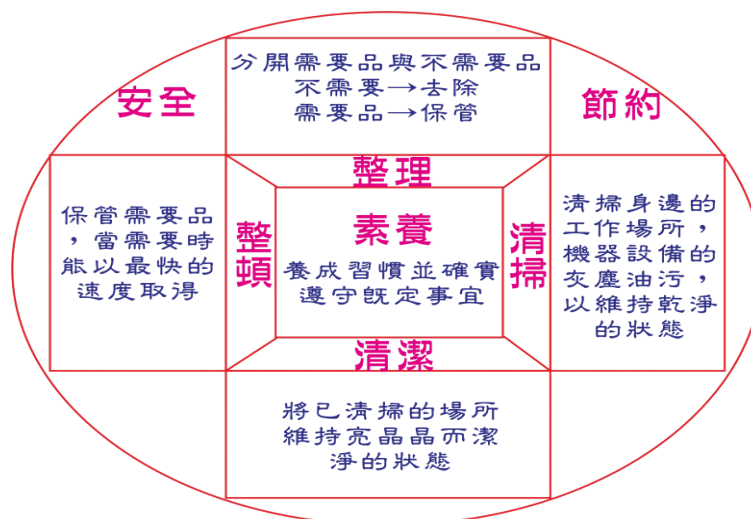 分開需要品與不需要品
不需要→去除
需要品→保管
安全
節約
整理
保管需要品
，當需要時
能以最快的
速度取得
整頓
素養
養成習慣並確實
遵守既定事宜
清掃
清掃身邊的
工作場所，
機器設備的
灰塵油污，
以維持乾淨
的狀態
清潔
將已清掃的場所
維持亮晶晶而潔
淨的狀態